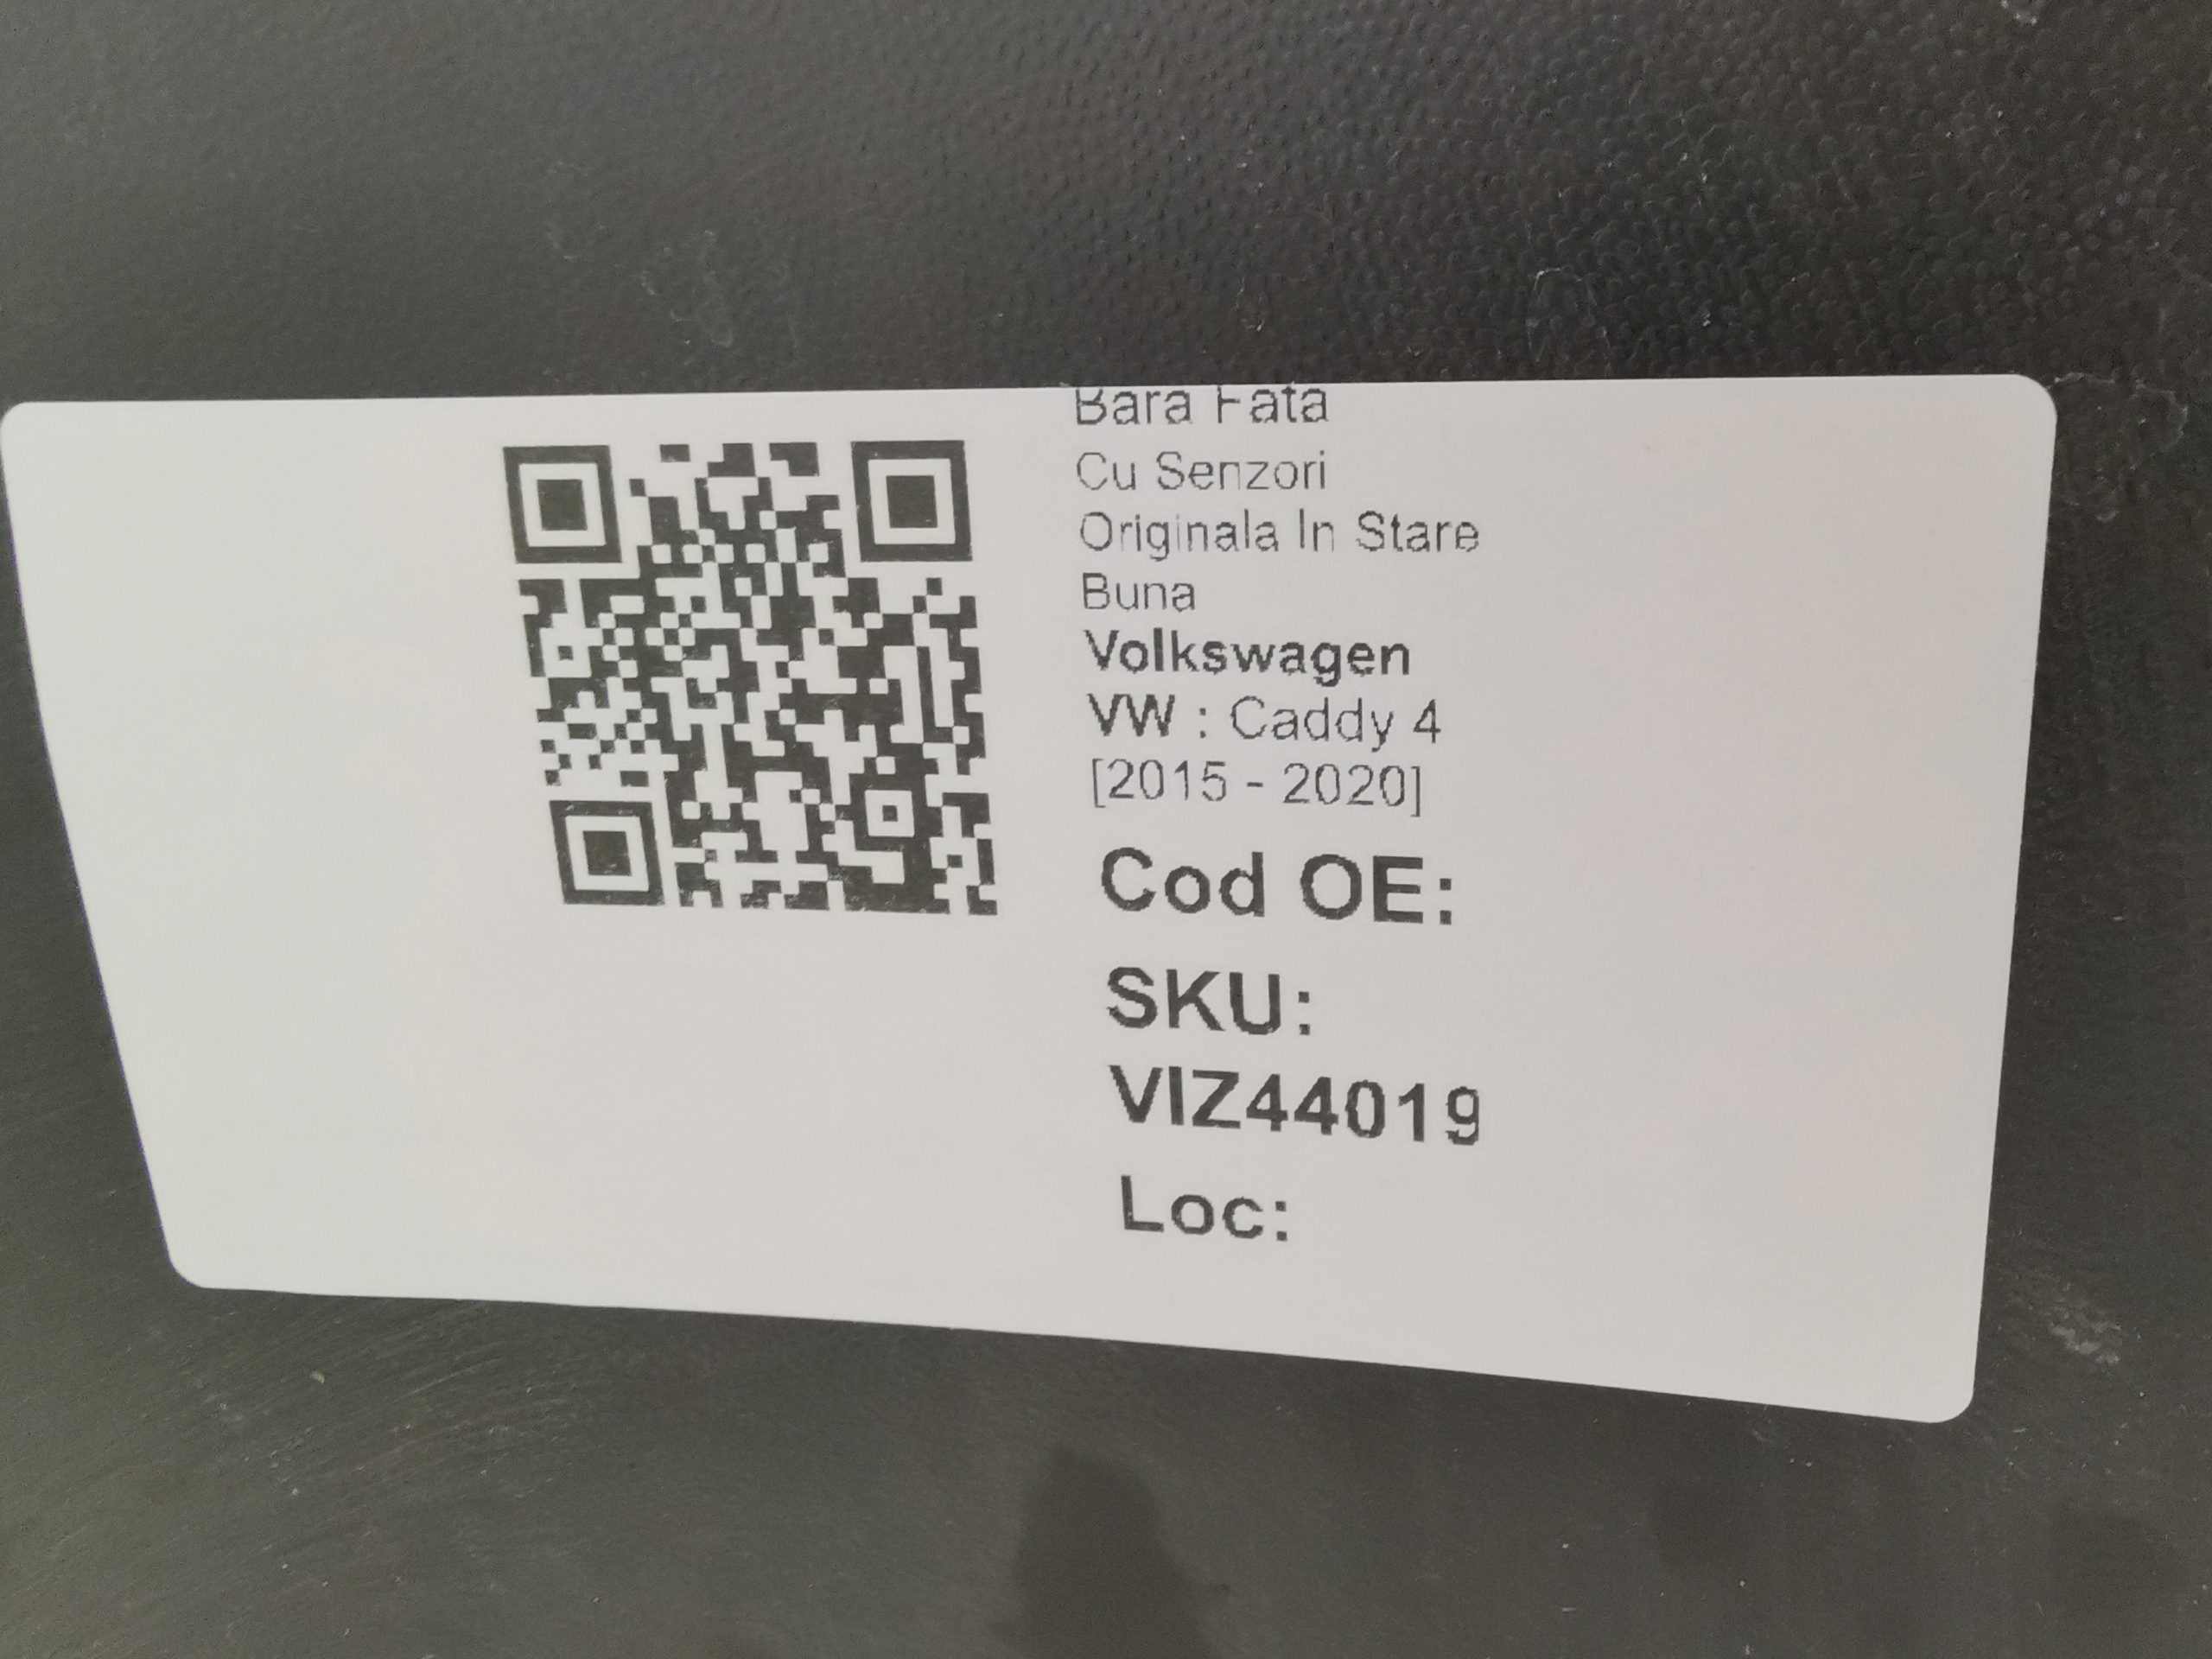 Bara Fata
Cu Senzori
Originala In Stare
Buna
Volkswagen
VW : Caddy 4
[2015 - 2020]
Cod OE:
SKU:
VIZ44019
Loc: